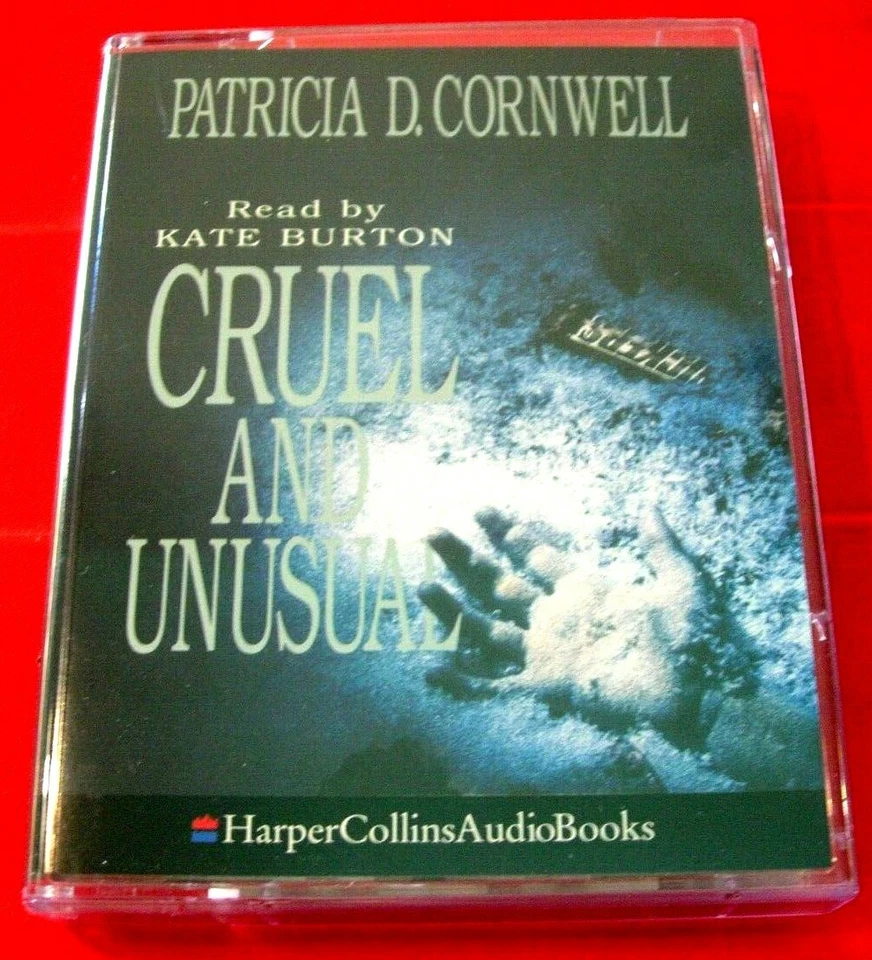 PATRICIA D. CORNWELL
Read by
KATE BURTON
CRUEL
AND
UNUSUAL
HarperCollinsAudioBooks